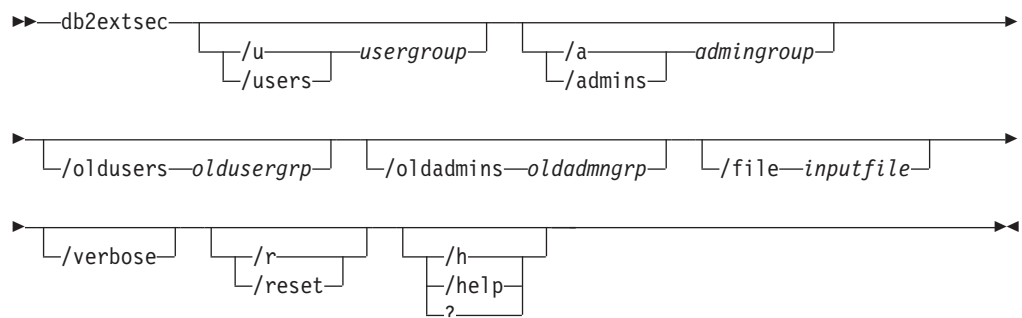 db2extsec /u usergroup /a admingroup
/users /admins
/oldusers oldusergrp /oldadmins oldadmngrp /file inputfile
/verbose /r /h
/reset /help
?